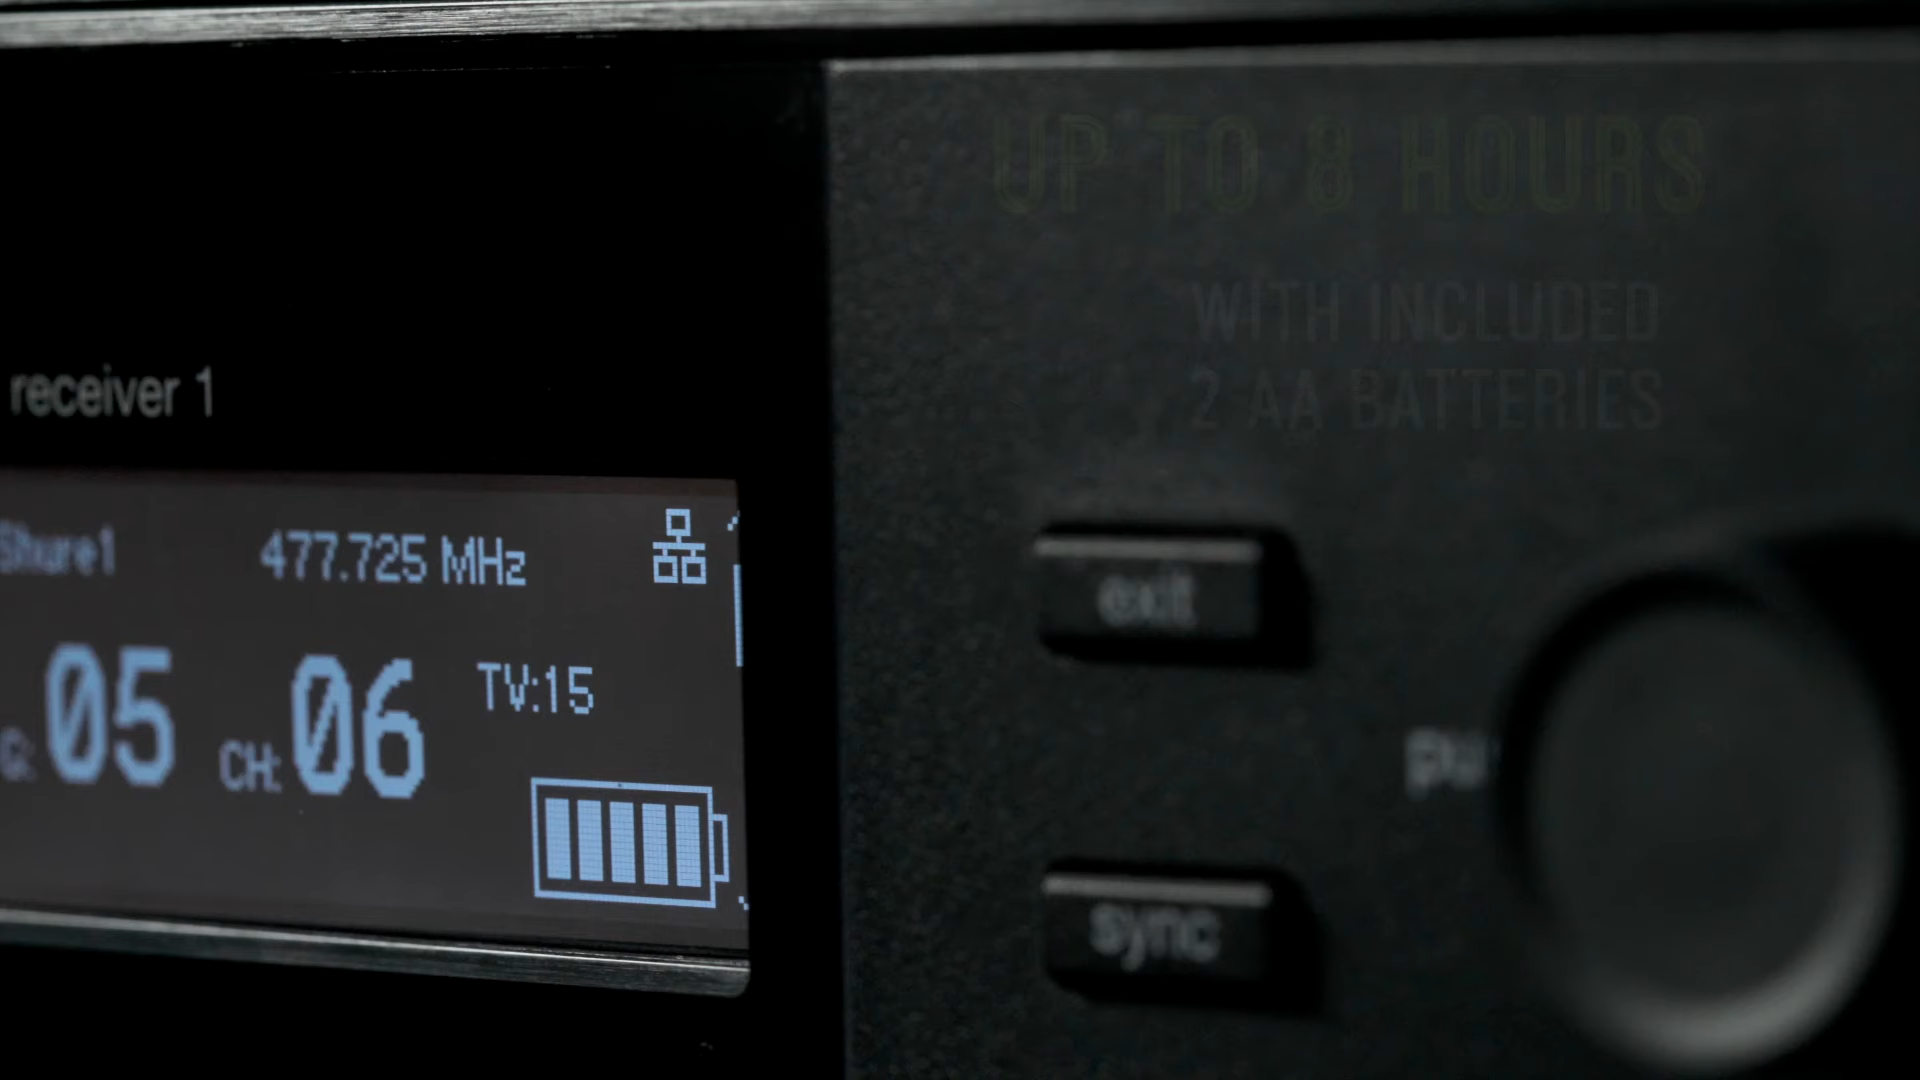 UP TO 8 HOURS
WITH INCLUDED
2 AA BATTERIES
receiver 1
Shure1 477.725 MHz
G: 05 CH: 06 TV:15
exit
sync